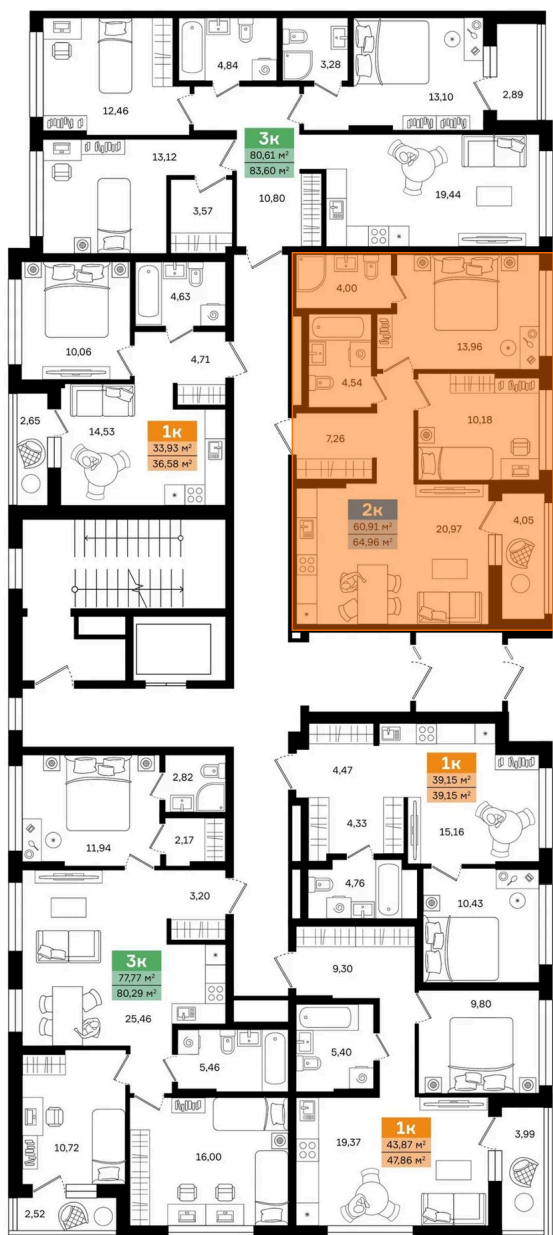 12,46
4,84
3,28
13,10
2,89
3к
80,61 м²
83,60 м²
13,12
3,57
10,80
19,44
4,63
4,00
10,06
4,71
13,96
4,54
10,18
2,65
14,53
1к
33,93 м²
36,58 м²
7,26
2к
60,91 м²
64,96 м²
20,97
4,05
2,82
4,47
1к
39,15 м²
39,15 м²
11,94
2,17
4,33
15,16
3,20
4,76
10,43
3к
77,77 м²
80,29 м²
25,46
9,30
9,80
5,46
5,40
10,72
16,00
19,37
1к
43,87 м²
47,86 м²
3,99
2,52